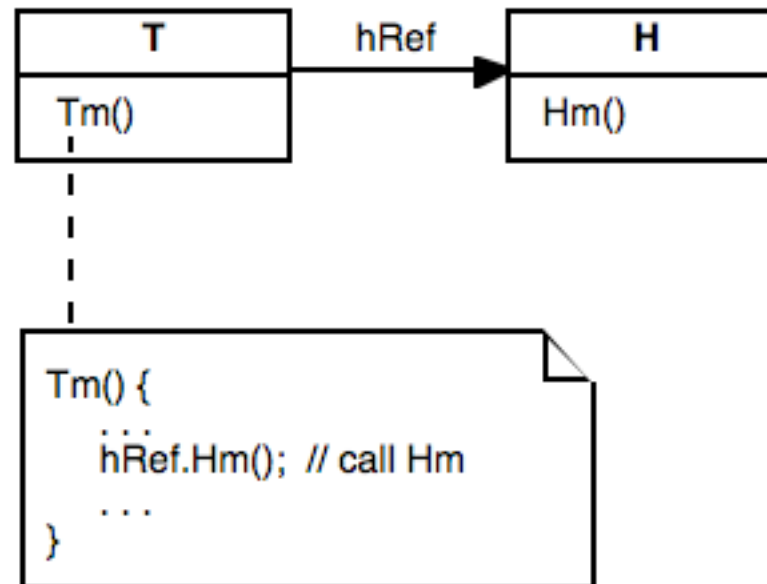 T
hRef
H
Tm()
Hm()
Tm() {
. . .
hRef.Hm();  // call Hm
. . .
}